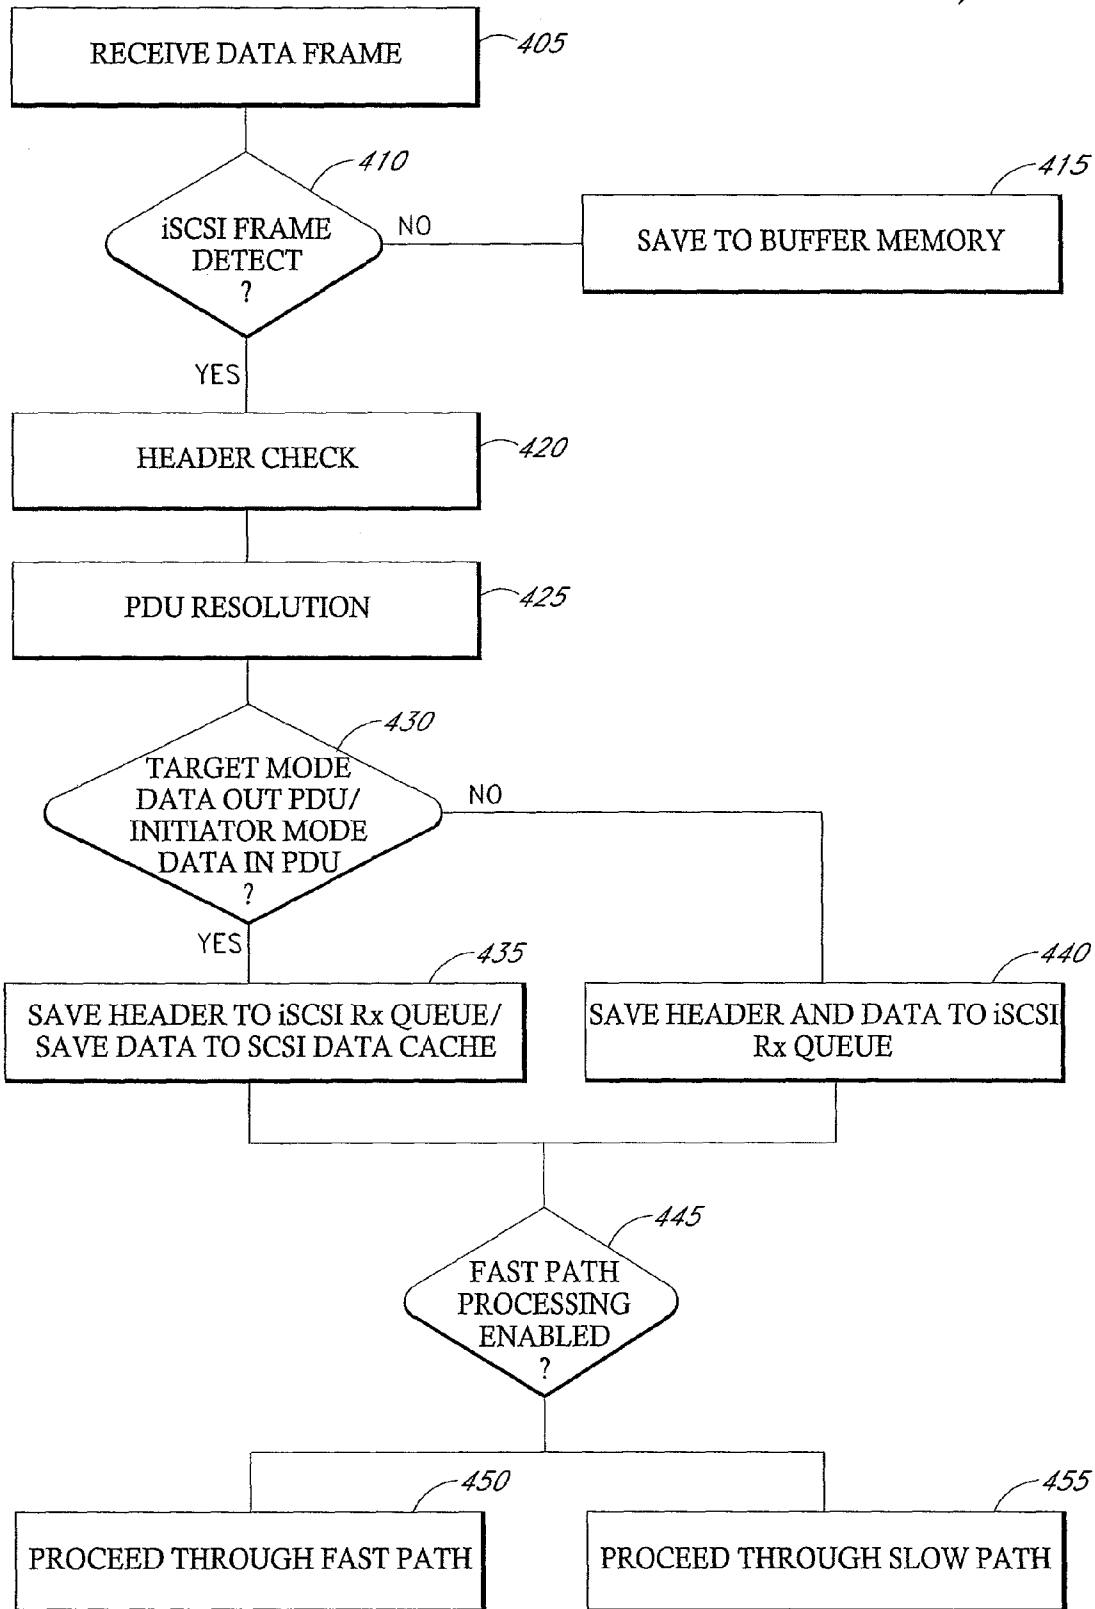 RECEIVE DATA FRAME
405
410
iSCSI FRAME
DETECT
?
NO
415
SAVE TO BUFFER MEMORY
YES
HEADER CHECK
420
PDU RESOLUTION
425
430
TARGET MODE
DATA OUT PDU/
INITIATOR MODE
DATA IN PDU
?
NO
YES
435
SAVE HEADER TO iSCSI Rx QUEUE/
SAVE DATA TO SCSI DATA CACHE
440
SAVE HEADER AND DATA TO iSCSI
Rx QUEUE
445
FAST PATH
PROCESSING
ENABLED
?
450
PROCEED THROUGH FAST PATH
455
PROCEED THROUGH SLOW PATH